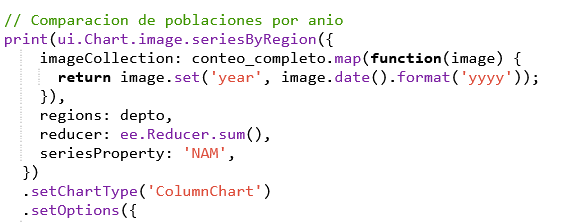 // Comparacion de poblaciones por anio
print(ui.Chart.image.seriesByRegion({
    imageCollection: conteo_completo.map(function(image) {
      return image.set('year', image.date().format('yyyy'));
    }),
    regions: depto,
    reducer: ee.Reducer.sum(),
    seriesProperty: 'NAM',
  })
  .setChartType('ColumnChart')
  .setOptions({